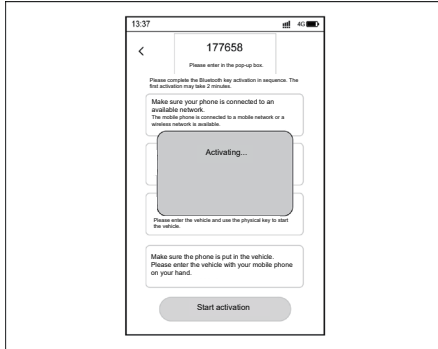 13:37
4G
177658
Please enter in the pop-up box.
Please complete the Bluetooth key activation in sequence. The
first activation may take 2 minutes.
Make sure your phone is connected to an
available network.
The mobile phone is connected to a mobile network or a
wireless network is available.
Activating...
Please enter the vehicle and use the physical key to start
the vehicle.
Make sure the phone is put in the vehicle.
Please enter the vehicle with your mobile phone
on your hand.
Start activation